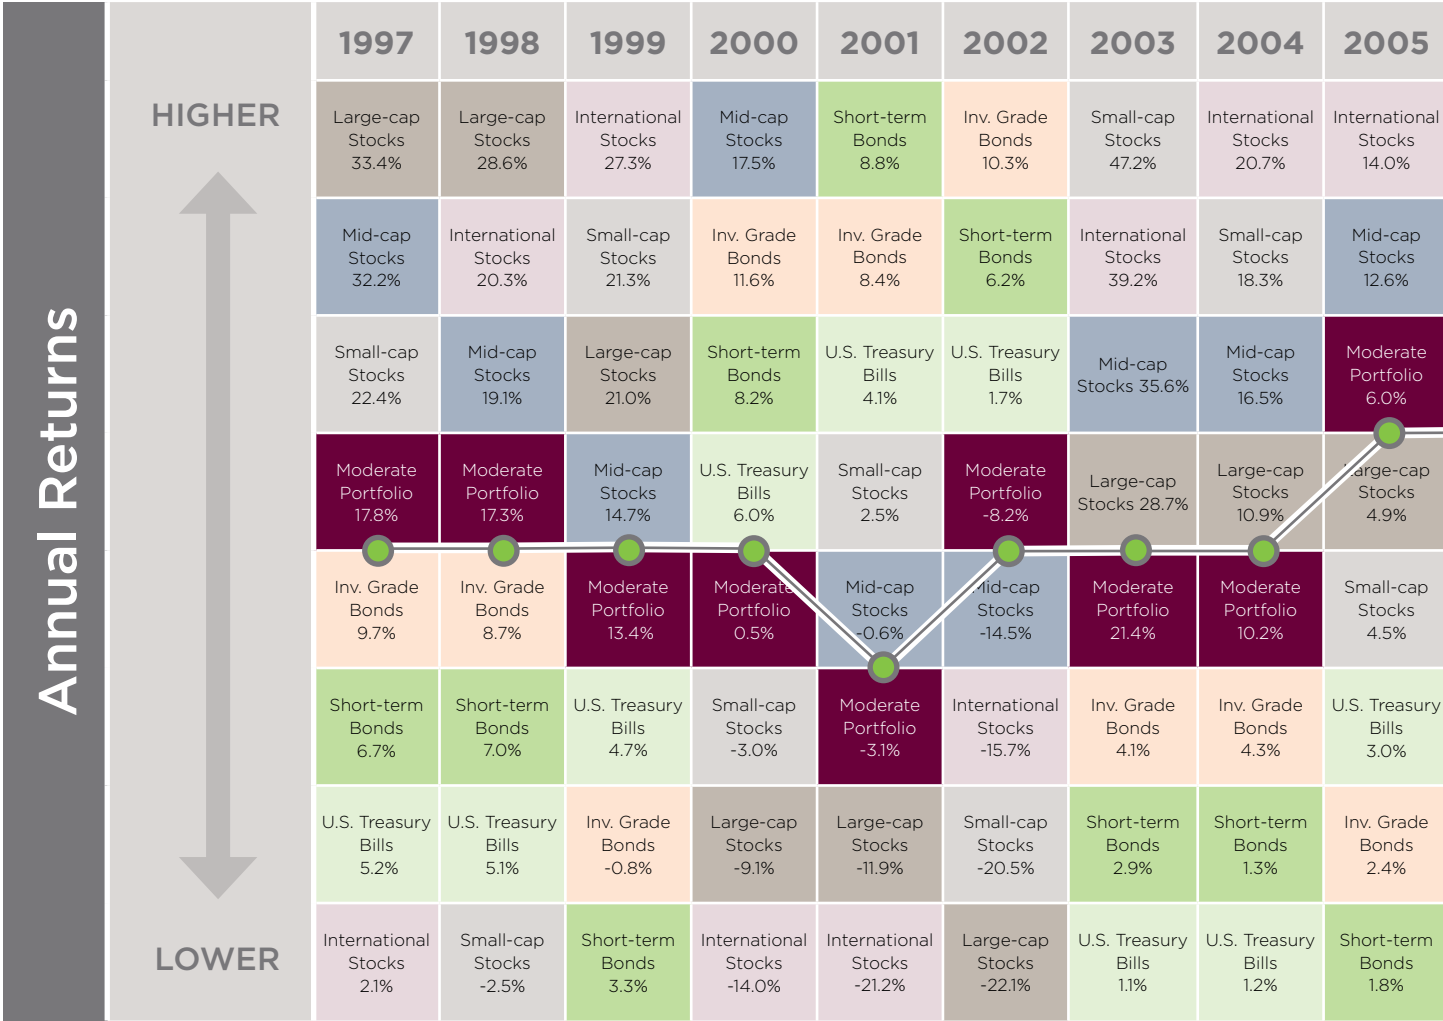 Annual Returns
HIGHER
LOWER
1997
Large-cap
Stocks
33.4%
Mid-cap
Stocks
32.2%
Small-cap
Stocks
22.4%
Moderate
Portfolio
17.8%
Inv. Grade
Bonds
9.7%
Short-term
Bonds
6.7%
U.S. Treasury
Bills
5.2%
International
Stocks
2.1%
1998
Large-cap
Stocks
28.6%
International
Stocks
20.3%
Mid-cap
Stocks
19.1%
Moderate
Portfolio
17.3%
Inv. Grade
Bonds
8.7%
Short-term
Bonds
7.0%
U.S. Treasury
Bills
5.1%
Small-cap
Stocks
-2.5%
1999
International
Stocks
27.3%
Small-cap
Stocks
21.3%
Large-cap
Stocks
21.0%
Mid-cap
Stocks
14.7%
Moderate
Portfolio
13.4%
U.S. Treasury
Bills
4.7%
Inv. Grade
Bonds
-0.8%
Short-term
Bonds
3.3%
2000
Mid-cap
Stocks
17.5%
Inv. Grade
Bonds
11.6%
Short-term
Bonds
8.2%
U.S. Treasury
Bills
6.0%
Moderate
Portfolio
0.5%
Small-cap
Stocks
-3.0%
Large-cap
Stocks
-9.1%
International
Stocks
-14.0%
2001
Short-term
Bonds
8.8%
Inv. Grade
Bonds
8.4%
U.S. Treasury
Bills
4.1%
Small-cap
Stocks
2.5%
Mid-cap
Stocks
-0.6%
Moderate
Portfolio
-3.1%
Large-cap
Stocks
-11.9%
International
Stocks
-21.2%
2002
Inv. Grade
Bonds
10.3%
Short-term
Bonds
6.2%
U.S. Treasury
Bills
1.7%
Moderate
Portfolio
-8.2%
Mid-cap
Stocks
-14.5%
International
Stocks
-15.7%
Small-cap
Stocks
-20.5%
Large-cap
Stocks
-22.1%
2003
Small-cap
Stocks
47.2%
International
Stocks
39.2%
Mid-cap
Stocks 35.6%
Large-cap
Stocks 28.7%
Moderate
Portfolio
21.4%
Inv. Grade
Bonds
4.1%
Short-term
Bonds
2.9%
U.S. Treasury
Bills
1.1%
2004
International
Stocks
20.7%
Small-cap
Stocks
18.3%
Mid-cap
Stocks
16.5%
Large-cap
Stocks
10.9%
Moderate
Portfolio
10.2%
Inv. Grade
Bonds
4.3%
Short-term
Bonds
1.3%
U.S. Treasury
Bills
1.2%
2005
International
Stocks
14.0%
Mid-cap
Stocks
12.6%
Moderate
Portfolio
6.0%
Large-cap
Stocks
4.9%
Small-cap
Stocks
4.5%
U.S. Treasury
Bills
3.0%
Inv. Grade
Bonds
2.4%
Short-term
Bonds
1.8%